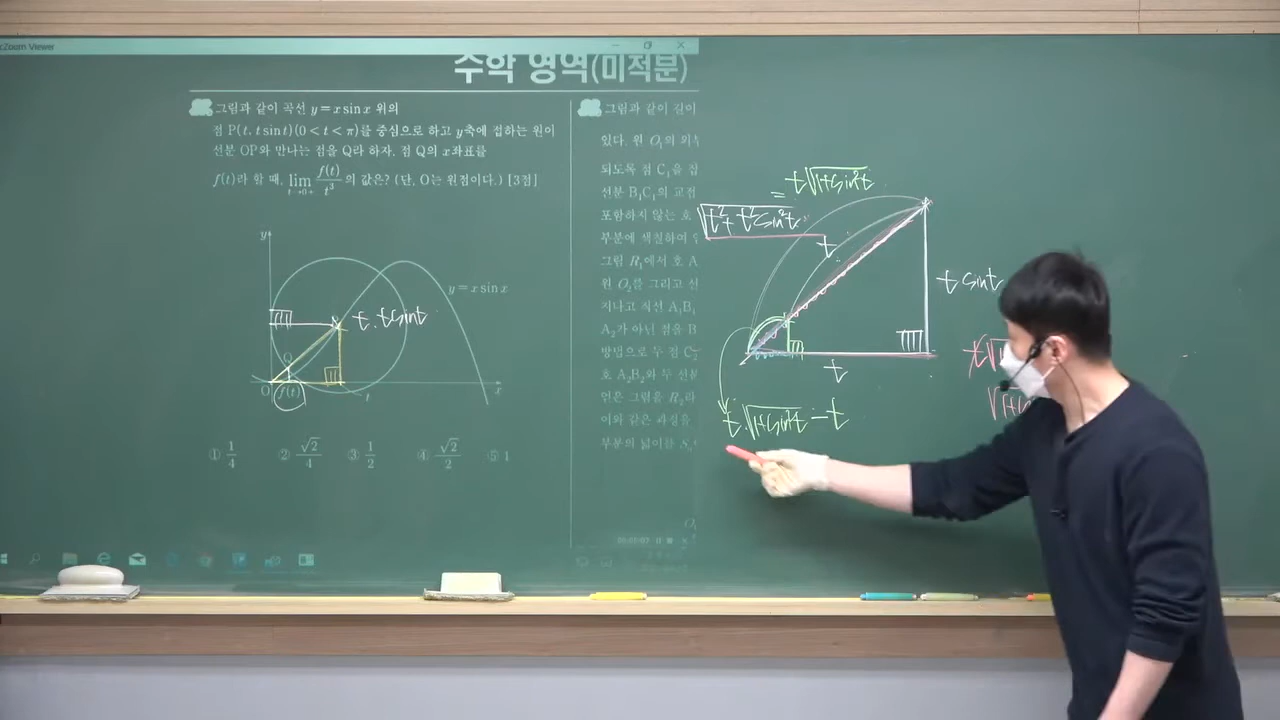 cZoom Viewer
수학 영역(미적분)
그림과 같이 곡선 y=x sin x 위의
점 P(t, t sin t)(0<t<π)를 중심으로 하고 y축에 접하는 원이
선분 OP와 만나는 점을 Q라 하자. 점 Q의 x좌표를
f(t)라 할 때, lim t→0+ f(t)/t³의 값은? (단, O는 원점이다.) [3점]
y
y=x sin x
t, t sin t
Q
O
f(t)
t
x
① 1/4 ② √2/4 ③ 1/2 ④ √2/2 ⑤ 1
그림과 같이 길이
있다. 원 O₁의 외부
되도록 점 C₁을 잡
선분 B₁C₁의 교점
포함하지 않는 호
부분에 색칠하여 얻
그림 R₁에서 호 A
원 O₂를 그리고 선
지나고 직선 A₁B₁
A₂가 아닌 점을 B
방법으로 두 점 C₂
호 A₂B₂와 두 선분
얻은 그림을 R₂라
이와 같은 과정을
부분의 넓이를 Sₙ
= t√(1+sin²t)
√(t²+t²sin²t)
t
t sin t
t
t√(1+sin²t) - t